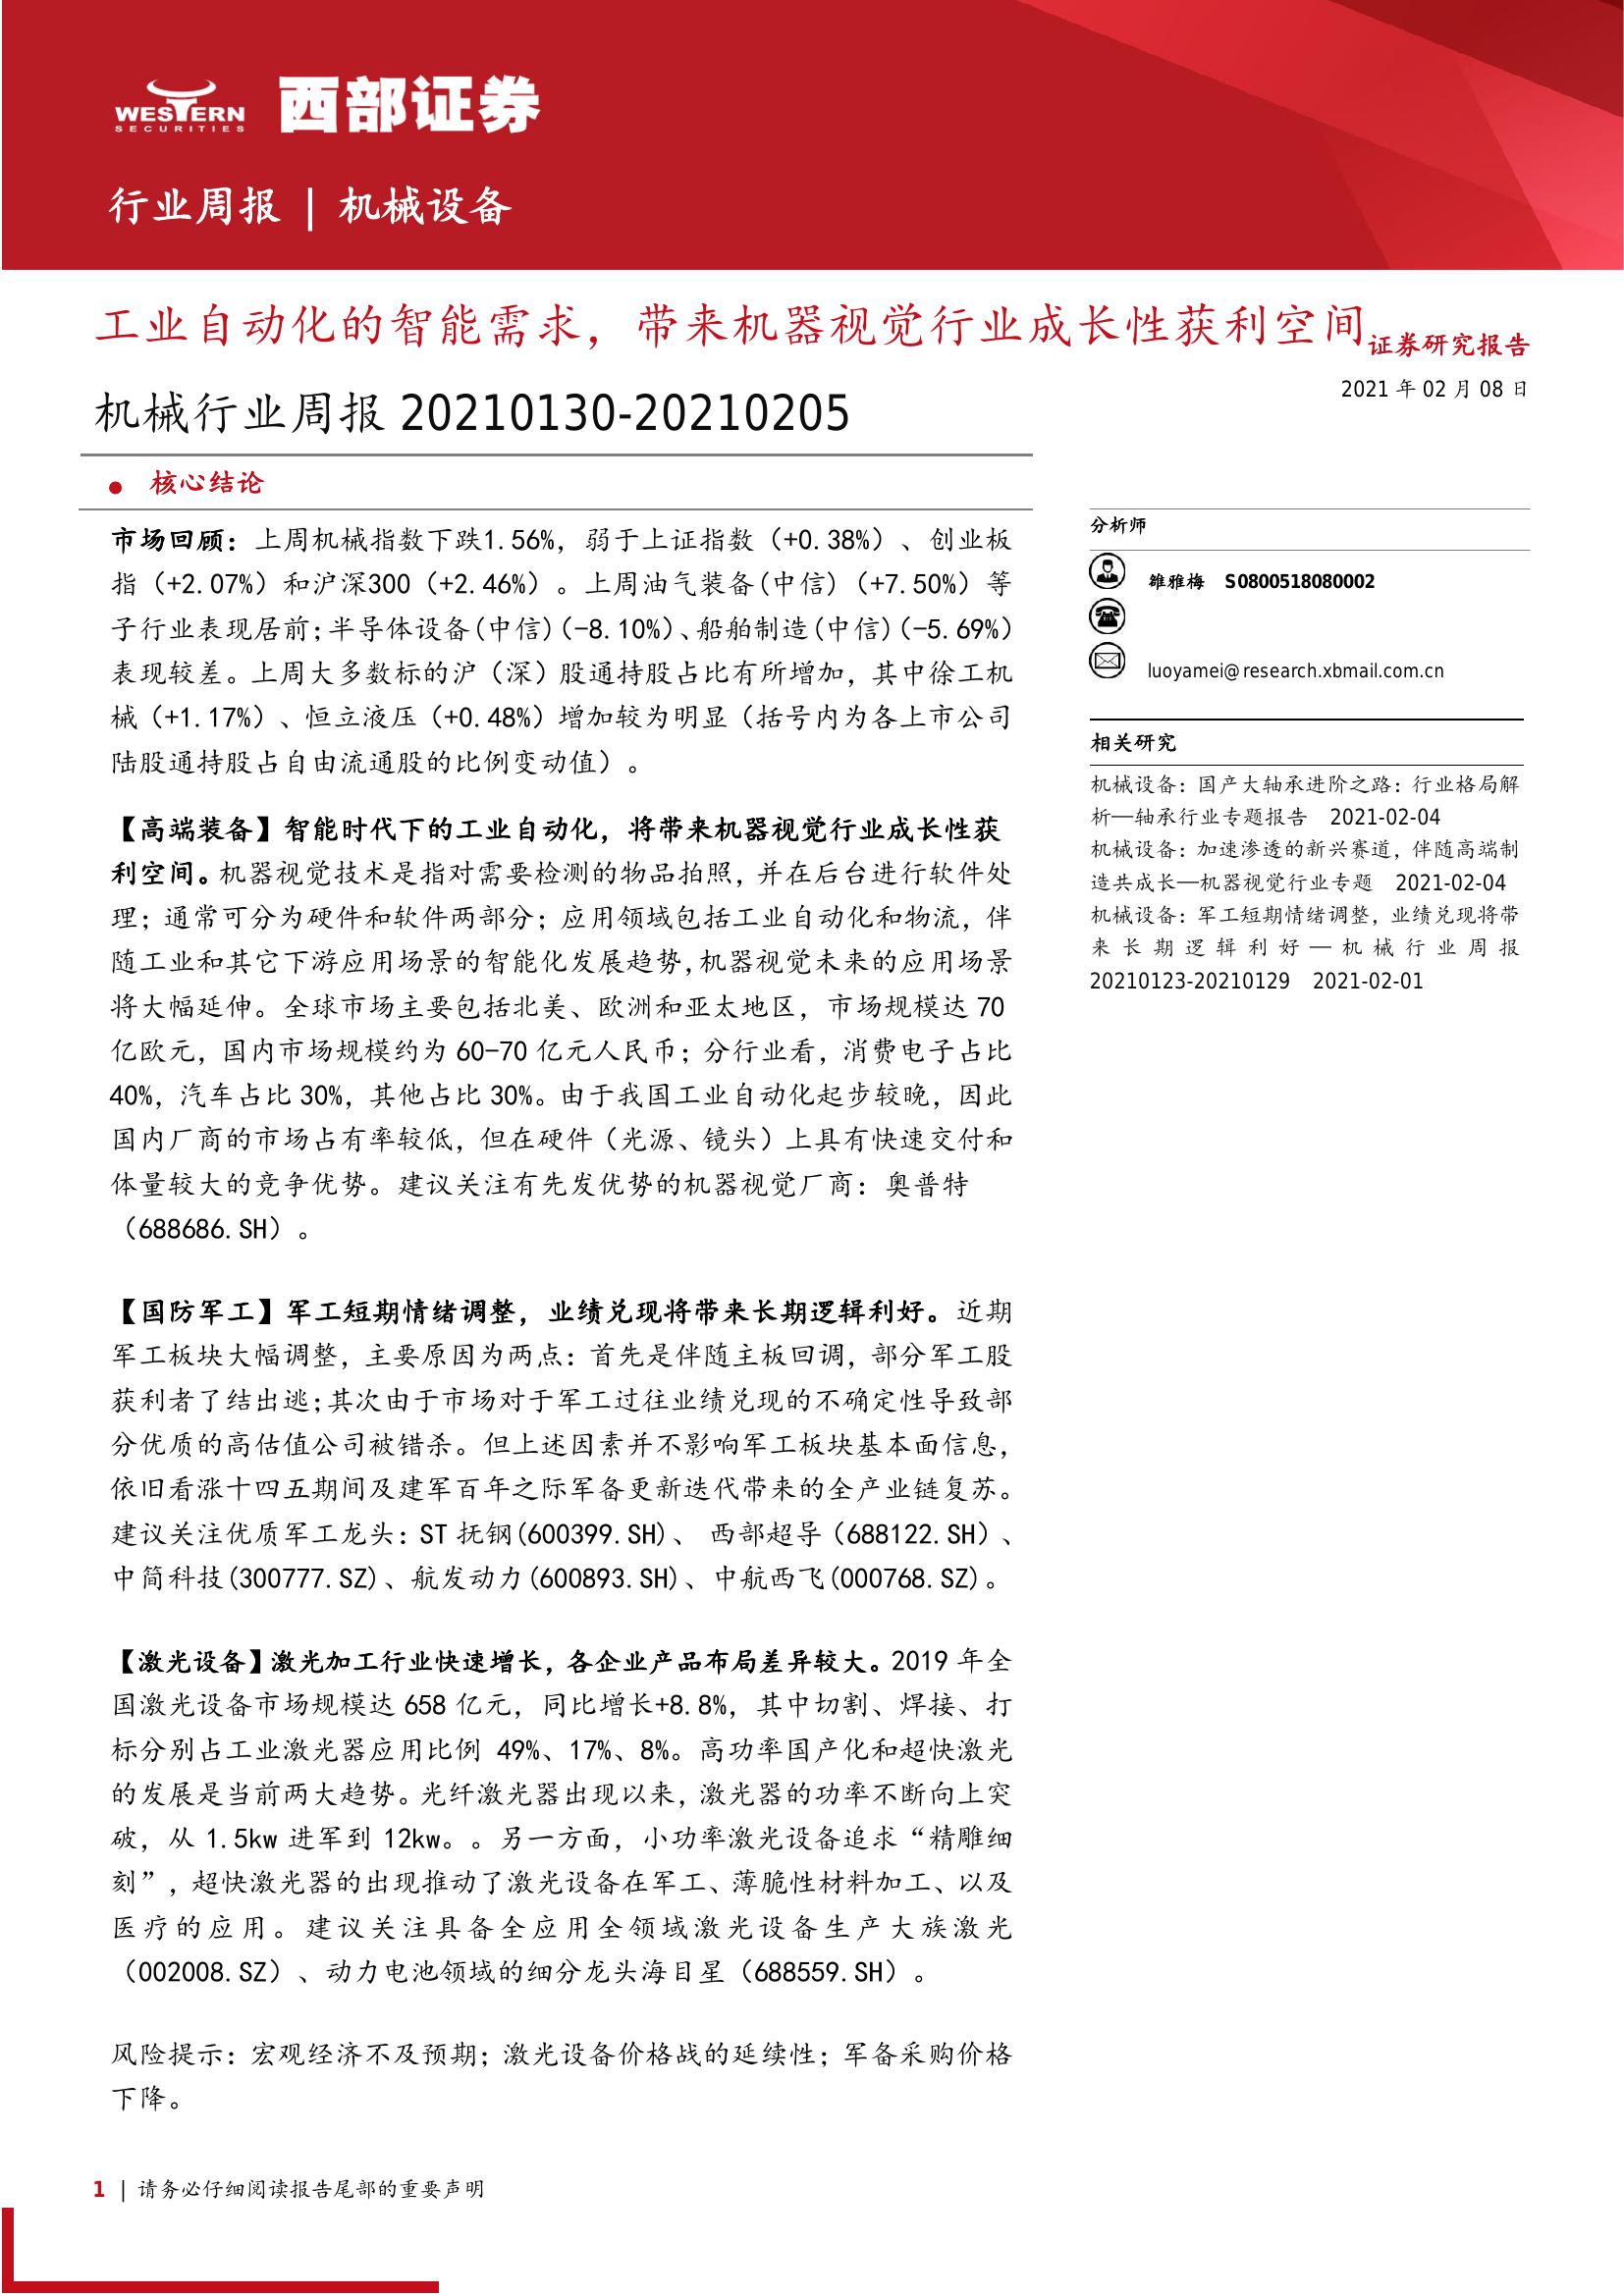 WESTERN
SECURITIES
西部证券
行业周报 | 机械设备
工业自动化的智能需求，带来机器视觉行业成长性获利空间
证券研究报告
机械行业周报 20210130-20210205
2021 年 02 月 08 日
● 核心结论
市场回顾：上周机械指数下跌1.56%，弱于上证指数（+0.38%）、创业板
指（+2.07%）和沪深300（+2.46%）。上周油气装备(中信)（+7.50%）等
子行业表现居前；半导体设备(中信)(-8.10%)、船舶制造(中信)(-5.69%)
表现较差。上周大多数标的沪（深）股通持股占比有所增加，其中徐工机
械（+1.17%）、恒立液压（+0.48%）增加较为明显（括号内为各上市公司
陆股通持股占自由流通股的比例变动值）。
【高端装备】智能时代下的工业自动化，将带来机器视觉行业成长性获
利空间。机器视觉技术是指对需要检测的物品拍照，并在后台进行软件处
理；通常可分为硬件和软件两部分；应用领域包括工业自动化和物流，伴
随工业和其它下游应用场景的智能化发展趋势，机器视觉未来的应用场景
将大幅延伸。全球市场主要包括北美、欧洲和亚太地区，市场规模达 70
亿欧元，国内市场规模约为 60-70 亿元人民币；分行业看，消费电子占比
40%，汽车占比 30%，其他占比 30%。由于我国工业自动化起步较晚，因此
国内厂商的市场占有率较低，但在硬件（光源、镜头）上具有快速交付和
体量较大的竞争优势。建议关注有先发优势的机器视觉厂商：奥普特
（688686.SH）。
【国防军工】军工短期情绪调整，业绩兑现将带来长期逻辑利好。近期
军工板块大幅调整，主要原因为两点：首先是伴随主板回调，部分军工股
获利者了结出逃；其次由于市场对于军工过往业绩兑现的不确定性导致部
分优质的高估值公司被错杀。但上述因素并不影响军工板块基本面信息，
依旧看涨十四五期间及建军百年之际军备更新迭代带来的全产业链复苏。
建议关注优质军工龙头：ST 抚钢(600399.SH)、 西部超导（688122.SH）、
中简科技(300777.SZ)、航发动力(600893.SH)、中航西飞(000768.SZ)。
【激光设备】激光加工行业快速增长，各企业产品布局差异较大。2019 年全
国激光设备市场规模达 658 亿元，同比增长+8.8%，其中切割、焊接、打
标分别占工业激光器应用比例 49%、17%、8%。高功率国产化和超快激光
的发展是当前两大趋势。光纤激光器出现以来，激光器的功率不断向上突
破，从 1.5kw 进军到 12kw。。另一方面，小功率激光设备追求“精雕细
刻”，超快激光器的出现推动了激光设备在军工、薄脆性材料加工、以及
医疗的应用。建议关注具备全应用全领域激光设备生产大族激光
（002008.SZ）、动力电池领域的细分龙头海目星（688559.SH）。
风险提示：宏观经济不及预期；激光设备价格战的延续性；军备采购价格
下降。
分析师
雒雅梅 S0800518080002
luoyamei@research.xbmail.com.cn
相关研究
机械设备：国产大轴承进阶之路：行业格局解
析—轴承行业专题报告 2021-02-04
机械设备：加速渗透的新兴赛道，伴随高端制
造共成长—机器视觉行业专题 2021-02-04
机械设备：军工短期情绪调整，业绩兑现将带
来长期逻辑利好—机械行业周报
20210123-20210129 2021-02-01
1 | 请务必仔细阅读报告尾部的重要声明